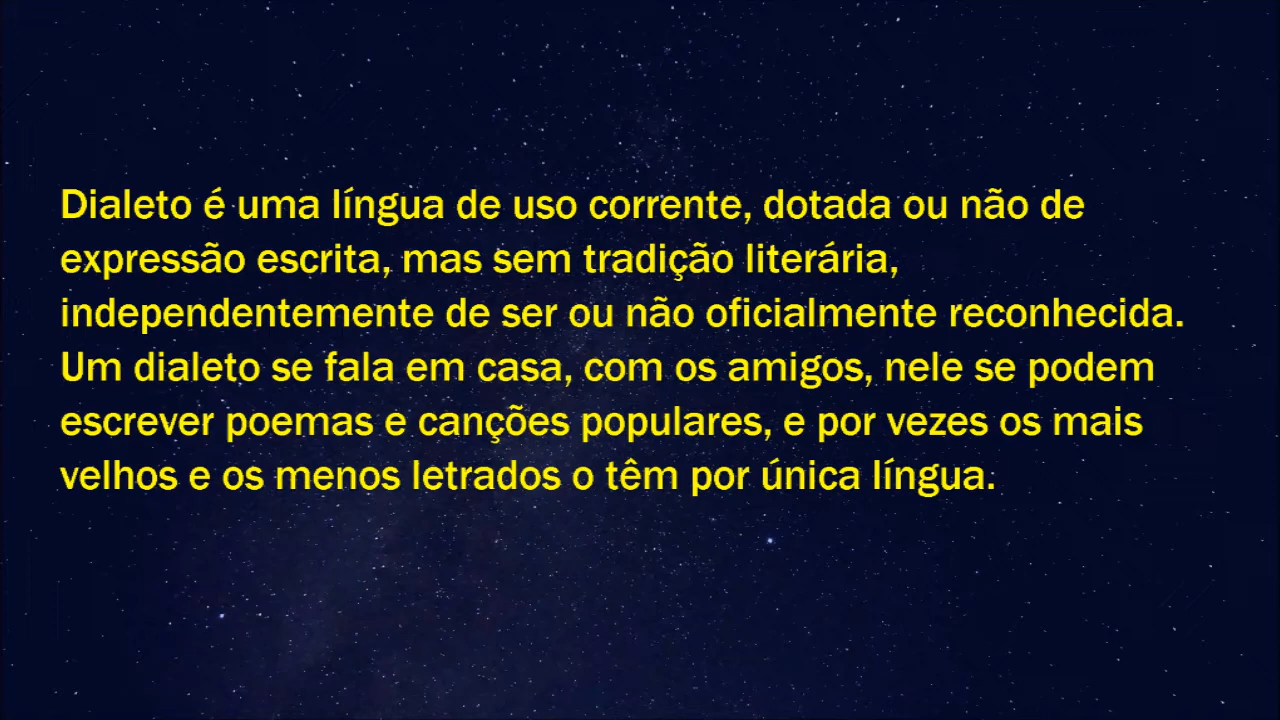 Dialeto é uma língua de uso corrente, dotada ou não de
expressão escrita, mas sem tradição literária,
independentemente de ser ou não oficialmente reconhecida.
Um dialeto se fala em casa, com os amigos, nele se podem
escrever poemas e canções populares, e por vezes os mais
velhos e os menos letrados o têm por única língua.